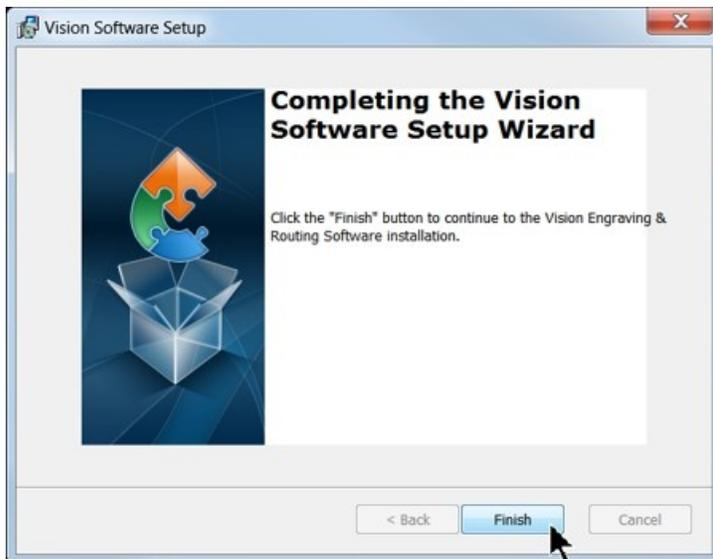 Vision Software Setup
Completing the Vision
Software Setup Wizard
Click the "Finish" button to continue to the Vision Engraving &
Routing Software installation.
< Back
Finish
Cancel